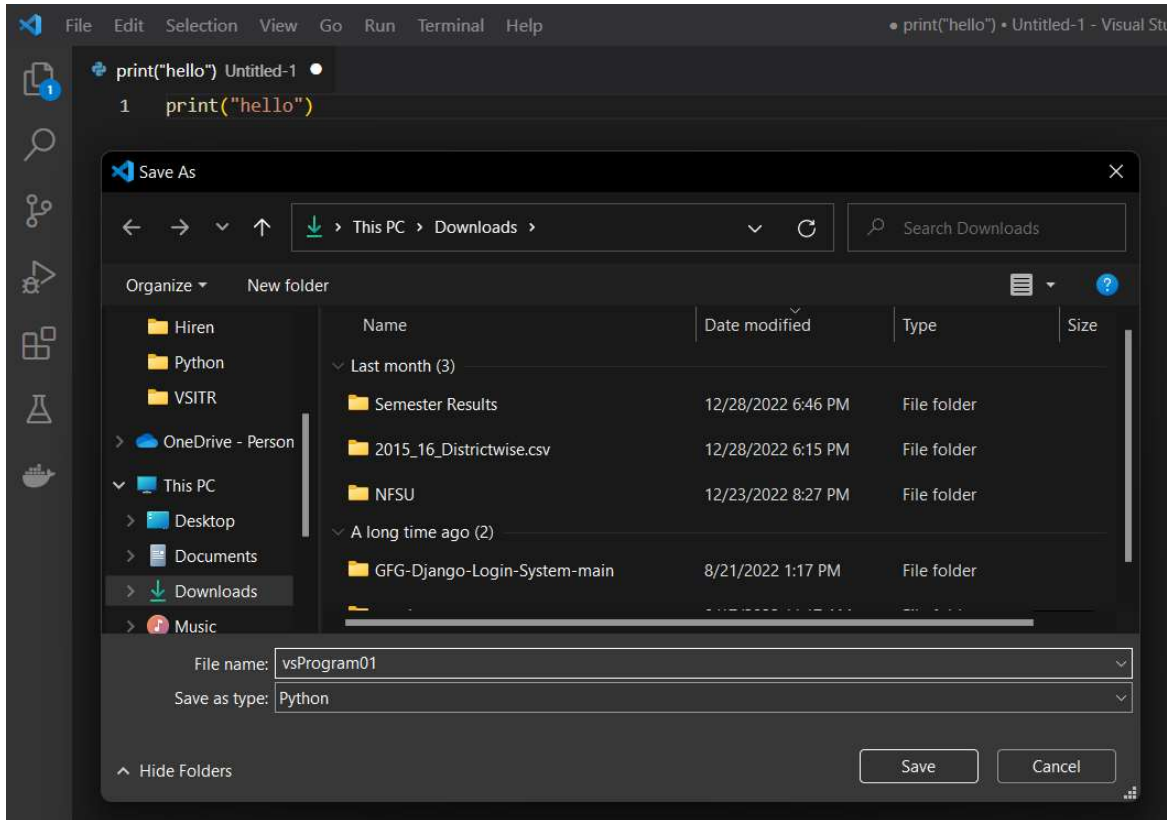 File Edit Selection View Go Run Terminal Help ● print("hello") • Untitled-1 - Visual Stu
1
print("hello") Untitled-1 ●
1 print("hello")
Save As
This PC > Downloads >
Search Downloads
Organize New folder
Hiren
Python
VSITR
OneDrive - Person
This PC
Desktop
Documents
Downloads
Music
Name Date modified Type Size
Last month (3)
Semester Results 12/28/2022 6:46 PM File folder
2015_16_Districtwise.csv 12/28/2022 6:15 PM File folder
NFSU 12/23/2022 8:27 PM File folder
A long time ago (2)
GFG-Django-Login-System-main 8/21/2022 1:17 PM File folder
File name: vsProgram01
Save as type: Python
Hide Folders
Save Cancel